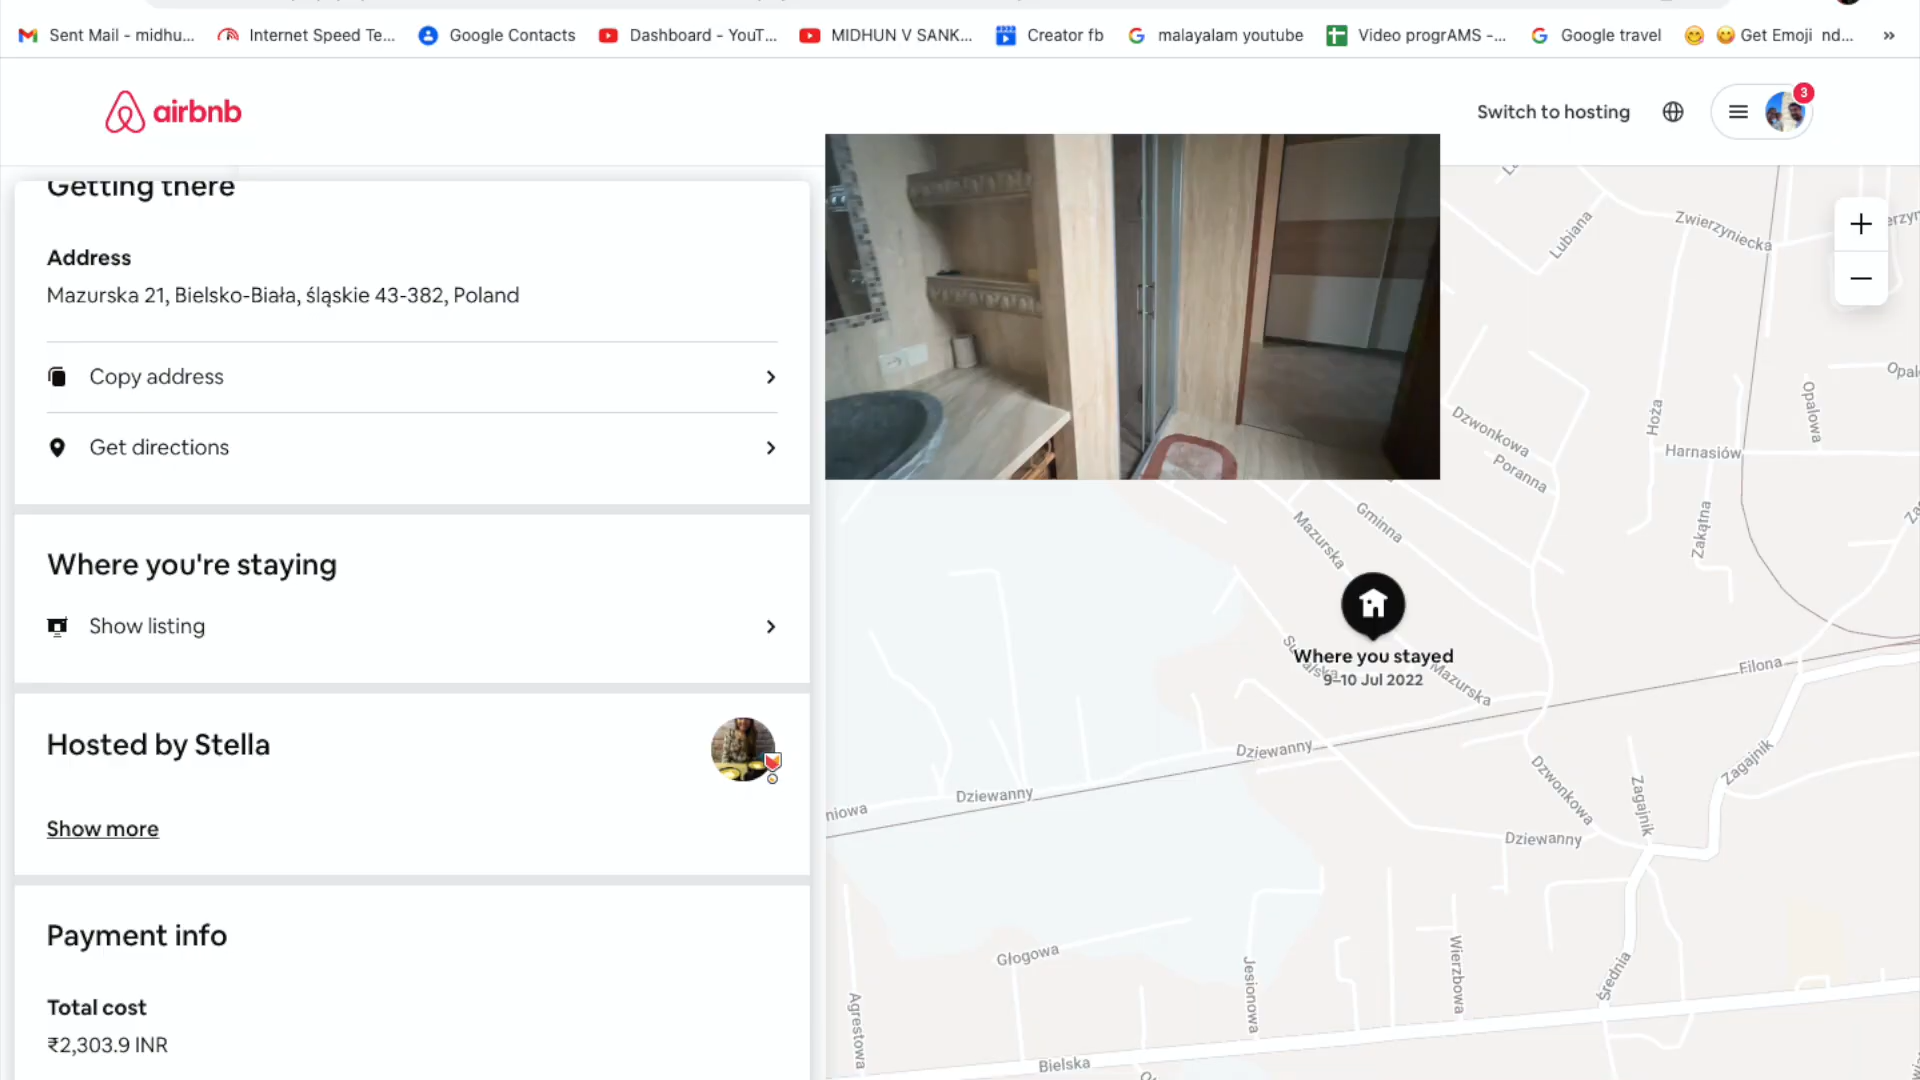 Sent Mail - midhu...
Internet Speed Te...
Google Contacts
Dashboard - YouT...
MIDHUN V SANK...
Creator fb
malayalam youtube
Video progrAMS -...
Google travel
Get Emoji nd...
»
airbnb
Switch to hosting
3
Getting there
Address
Mazurska 21, Bielsko-Biała, śląskie 43-382, Poland
Copy address
Get directions
Where you're staying
Show listing
Hosted by Stella
Show more
Payment info
Total cost
₹2,303.9 INR
Lubiana
Zwierzyniecka
Opalowa
Hoża
Harnasiów
Dzwonkowa
Poranna
Zakątna
Gminna
Mazurska
Where you stayed
9–10 Jul 2022
Mazurska
Filona
Dziewanny
Dziewanny
Dzwonkowa
Zagajnik
Zagajnik
Dziewanny
Głogowa
Jesionowa
Wierzbowa
Średnia
Agrestowa
Bielska